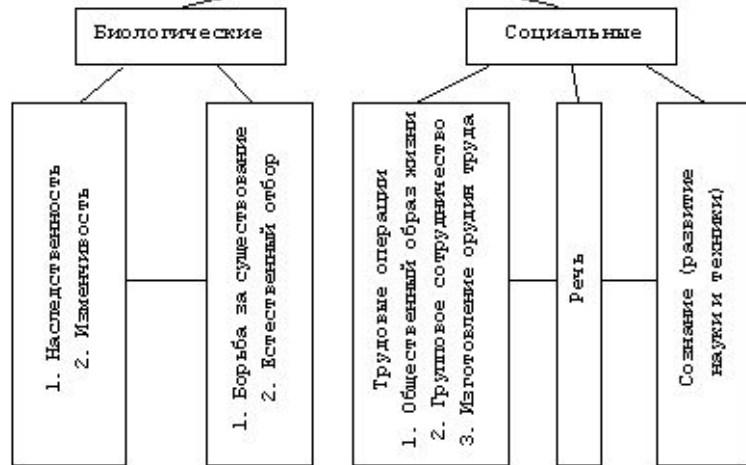 Биологические
Социальные
1. Наследственность
2. Изменчивость
1. Борьба за существование
2. Естественный отбор
Трудовые операции
1. Общественный образ жизни
2. Групповое сотрудничество
3. Изготовление орудин труда
Речь
Сознание (развитие
науки и техники)